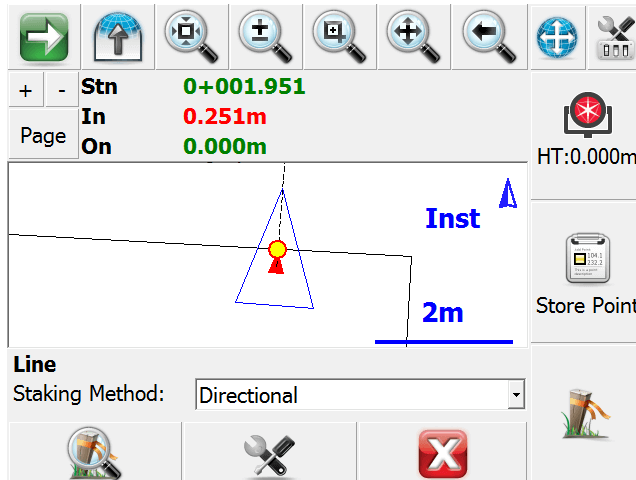 + - Stn 0+001.951
In 0.251m
Page
On 0.000m
HT:0.000m
Inst
Store Point
2m
Line
Staking Method: Directional